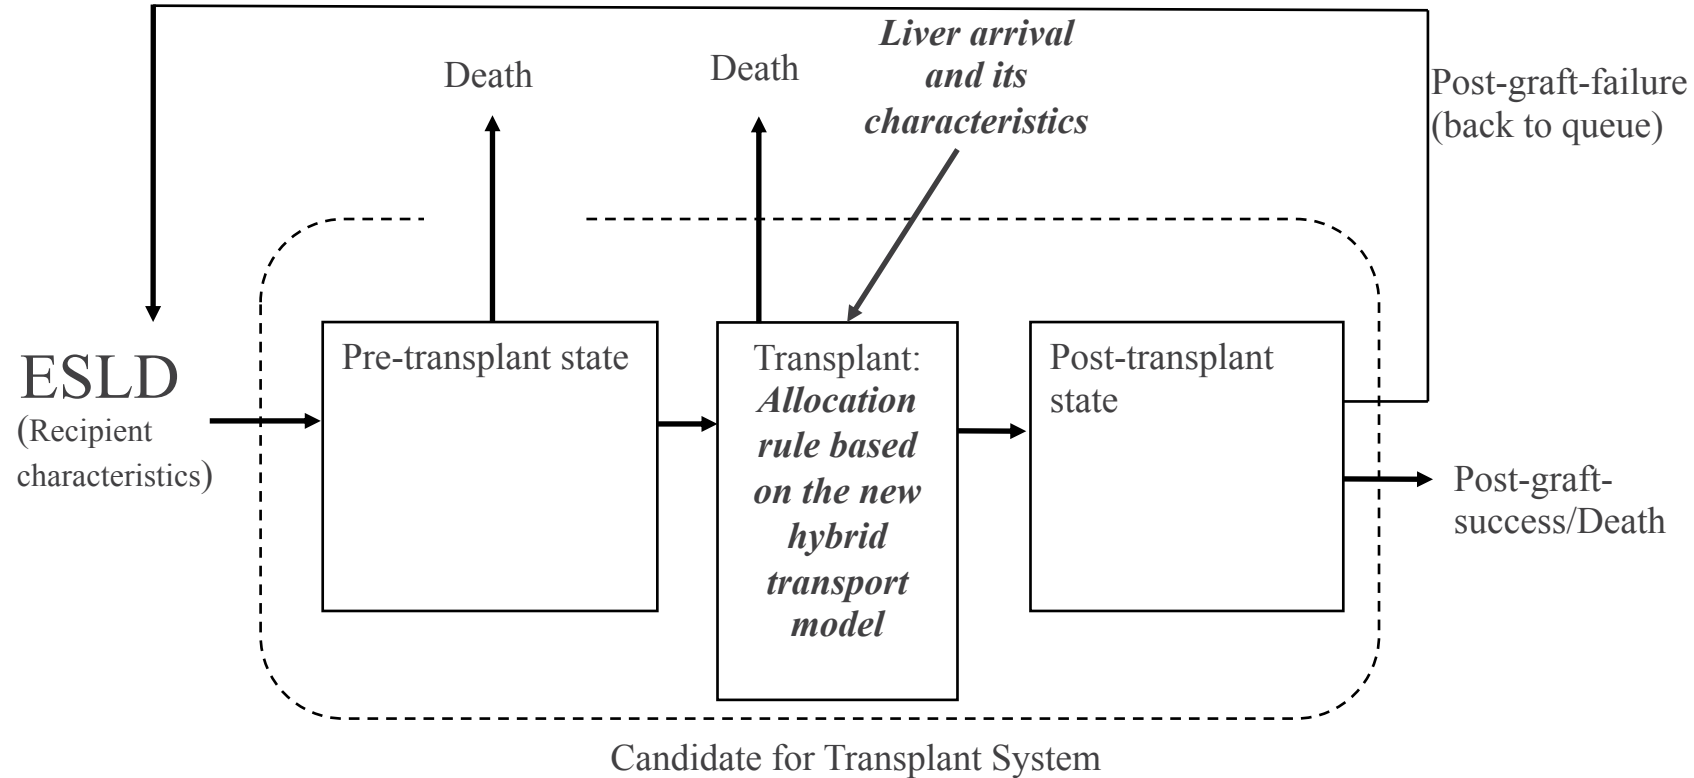 Death
Death
Liver arrival
and its
characteristics
Post-graft-failure
(back to queue)
ESLD
(Recipient
characteristics)
Pre-transplant state
Transplant:
Allocation
rule based
on the new
hybrid
transport
model
Post-transplant
state
Post-graft-
success/Death
Candidate for Transplant System